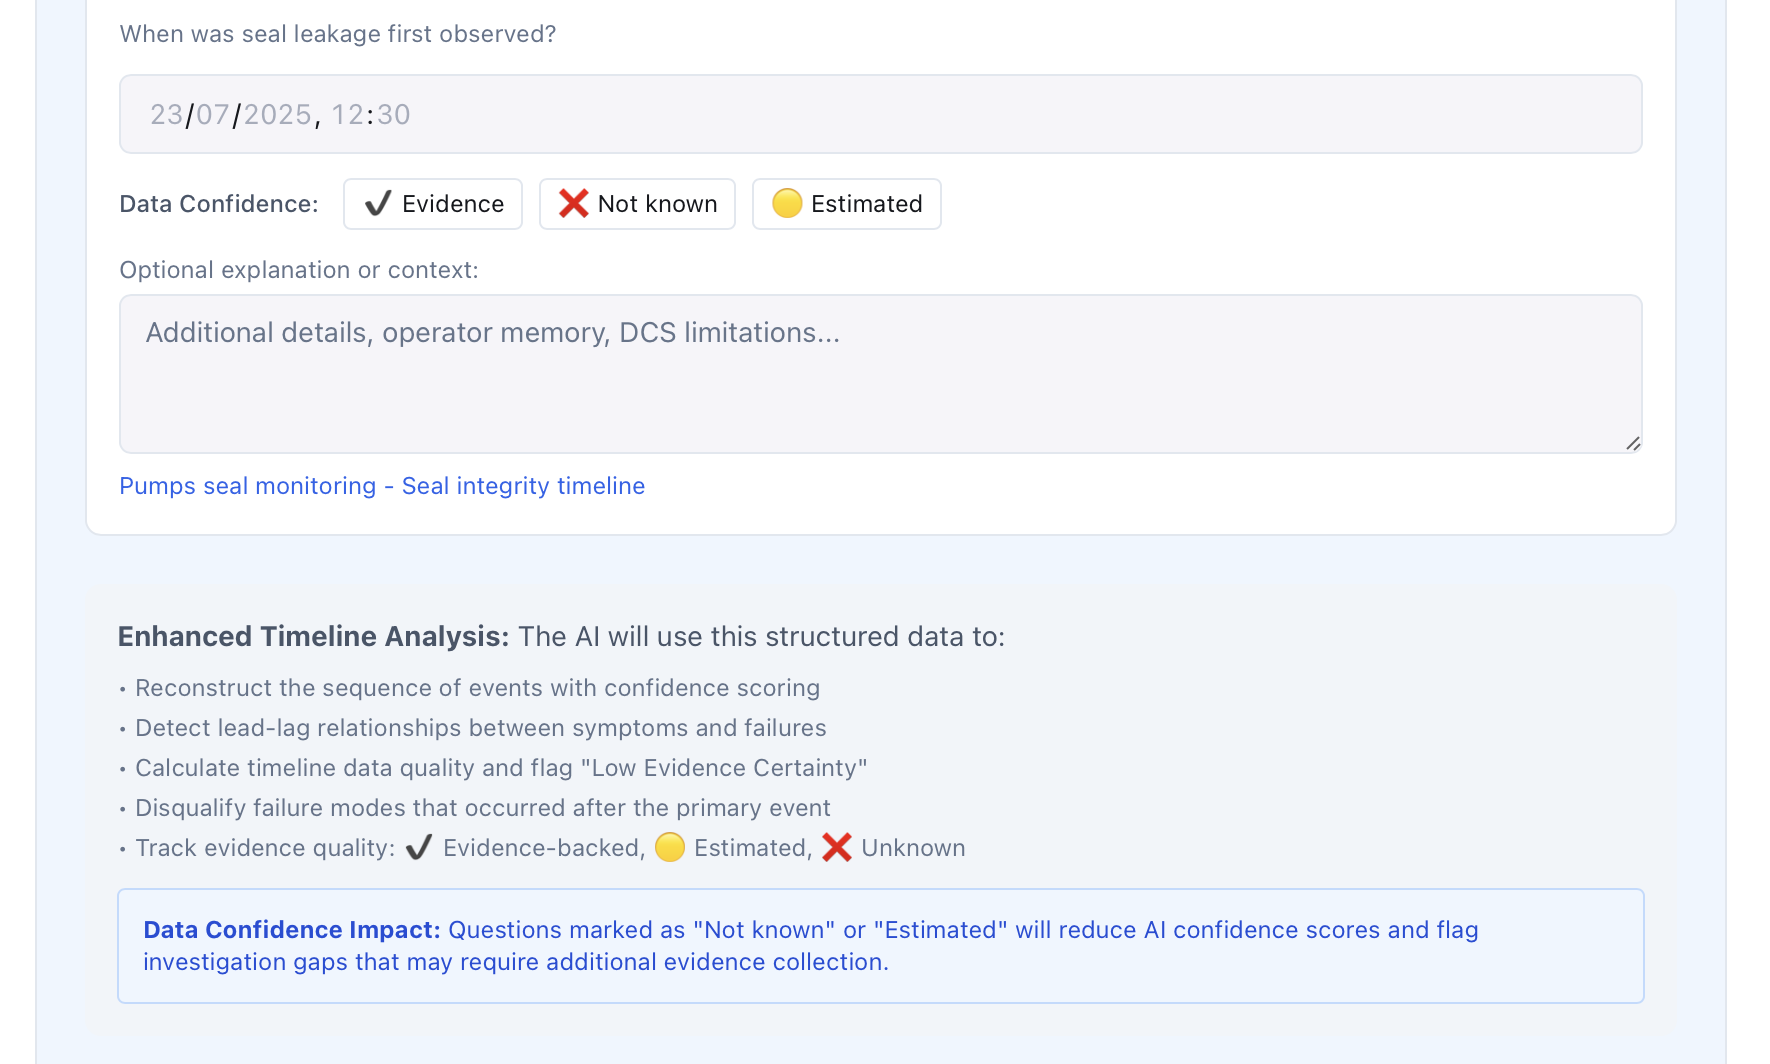 When was seal leakage first observed?
23/07/2025, 12:30
Data Confidence: ✔ Evidence ❌ Not known 🟡 Estimated
Optional explanation or context:
Additional details, operator memory, DCS limitations...
Pumps seal monitoring - Seal integrity timeline
Enhanced Timeline Analysis: The AI will use this structured data to:
• Reconstruct the sequence of events with confidence scoring
• Detect lead-lag relationships between symptoms and failures
• Calculate timeline data quality and flag "Low Evidence Certainty"
• Disqualify failure modes that occurred after the primary event
• Track evidence quality: ✔ Evidence-backed, 🟡 Estimated, ❌ Unknown
Data Confidence Impact: Questions marked as "Not known" or "Estimated" will reduce AI confidence scores and flag
investigation gaps that may require additional evidence collection.